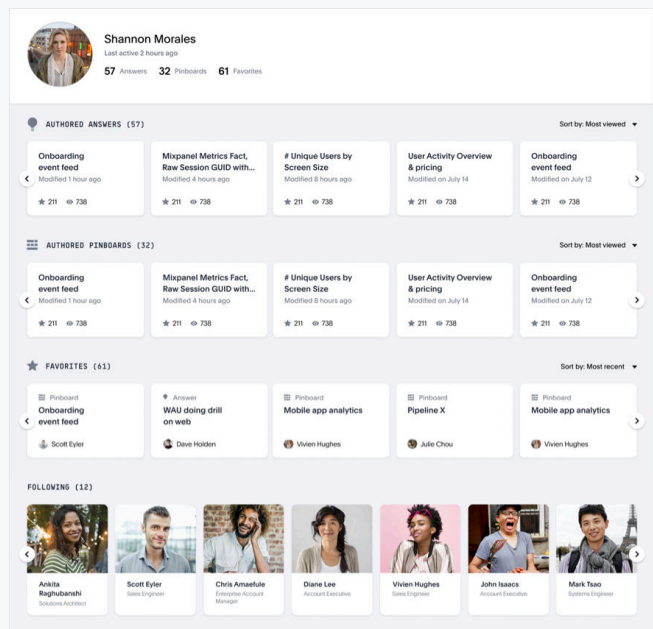 Shannon Morales
Last active 2 hours ago
57 Answers 32 Pinboards 61 Favorites
AUTHORED ANSWERS (57)
Sort by: Most viewed
Onboarding
event feed
Modified 1 hour ago
211 738
Mixpanel Metrics Fact,
Raw Session GUID with...
Modified 4 hours ago
211 738
# Unique Users by
Screen Size
Modified 8 hours ago
211 738
User Activity Overview
& pricing
Modified on July 14
211 738
Onboarding
event feed
Modified on July 12
211 738
AUTHORED PINBOARDS (32)
Sort by: Most viewed
Onboarding
event feed
Modified 1 hour ago
211 738
Mixpanel Metrics Fact,
Raw Session GUID with...
Modified 4 hours ago
211 738
# Unique Users by
Screen Size
Modified 8 hours ago
211 738
User Activity Overview
& pricing
Modified on July 14
211 738
Onboarding
event feed
Modified on July 12
211 738
FAVORITES (61)
Sort by: Most recent
Pinboard
Onboarding
event feed
Scott Eyler
Answer
WAU doing drill
on web
Dave Holden
Pinboard
Mobile app analytics
Vivien Hughes
Pinboard
Pipeline X
Julie Chou
Pinboard
Mobile app analytics
Vivien Hughes
FOLLOWING (12)
Ankita
Raghubanshi
Solutions Architect
Scott Eyler
Sales Engineer
Chris Amaefule
Enterprise Account
Manager
Diane Lee
Account Executive
Vivien Hughes
Sales Engineer
John Isaacs
Account Executive
Mark Tsao
Systems Engineer